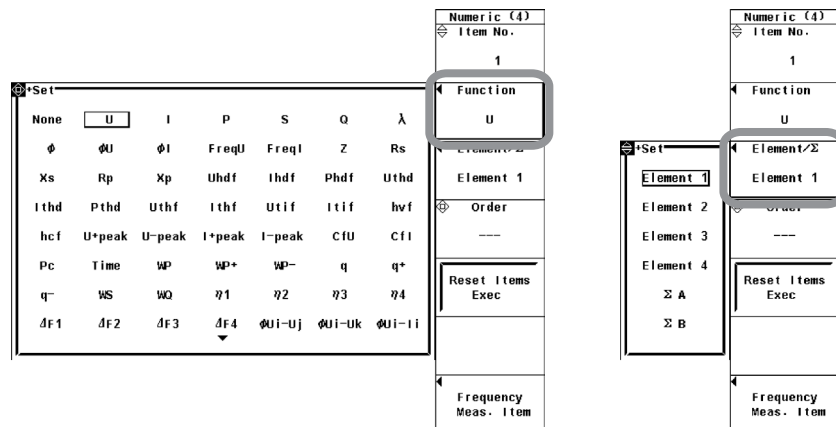 Numeric (4)
Item No.
1
+Set
Function
U
None U I P S Q λ
ϕ ϕU ϕI FreqU FreqI Z Rs
Element/Σ
Element 1
Xs Rp Xp Uhdf Ihdf Phdf Uthd
Ithd Pthd Uthf Ithf Utif Itif hvf
Order
---
hcf U+peak U-peak I+peak I-peak CfU CfI
Pc Time WP WP+ WP- q q+
Reset Items
Exec
q- WS WQ η1 η2 η3 η4
ΔF1 ΔF2 ΔF3 ΔF4 ϕUi-Uj ϕUi-Uk ϕUi-Ii
Frequency
Meas. Item
Numeric (4)
Item No.
1
Function
U
+Set
Element/Σ
Element 1
Element 1
Element 2
Element 3
Element 4
Σ A
Σ B
Order
---
Reset Items
Exec
Frequency
Meas. Item